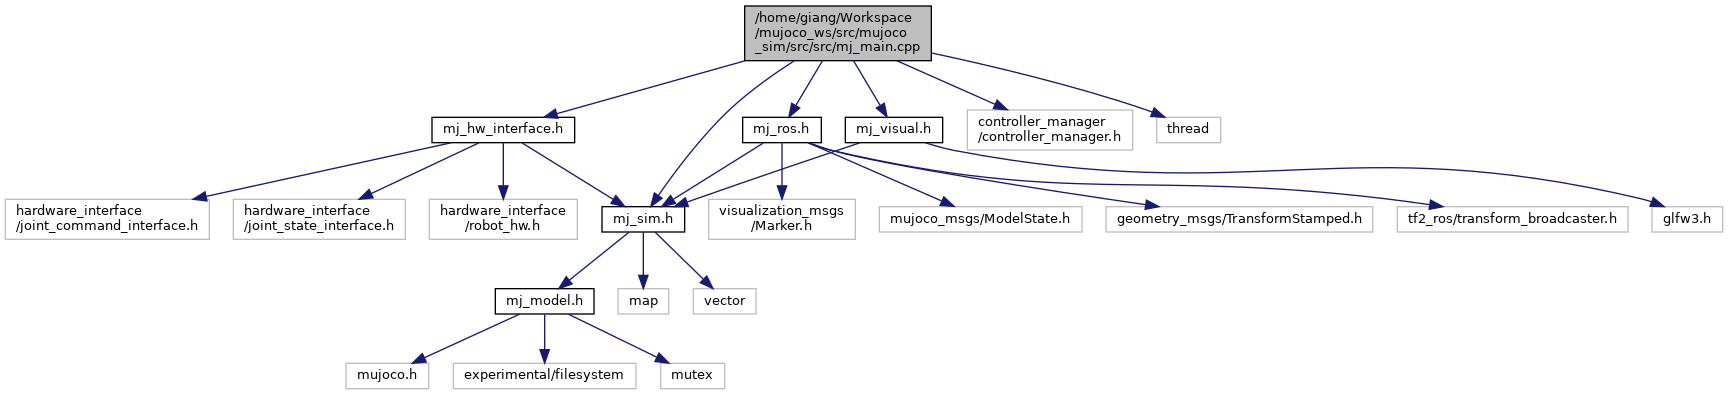 /home/giang/Workspace
/mujoco_ws/src/mujoco
_sim/src/src/mj_main.cpp
mj_hw_interface.h
mj_ros.h
mj_visual.h
controller_manager
/controller_manager.h
thread
hardware_interface
/joint_command_interface.h
hardware_interface
/joint_state_interface.h
hardware_interface
/robot_hw.h
mj_sim.h
visualization_msgs
/Marker.h
mujoco_msgs/ModelState.h
geometry_msgs/TransformStamped.h
tf2_ros/transform_broadcaster.h
glfw3.h
mj_model.h
map
vector
mujoco.h
experimental/filesystem
mutex